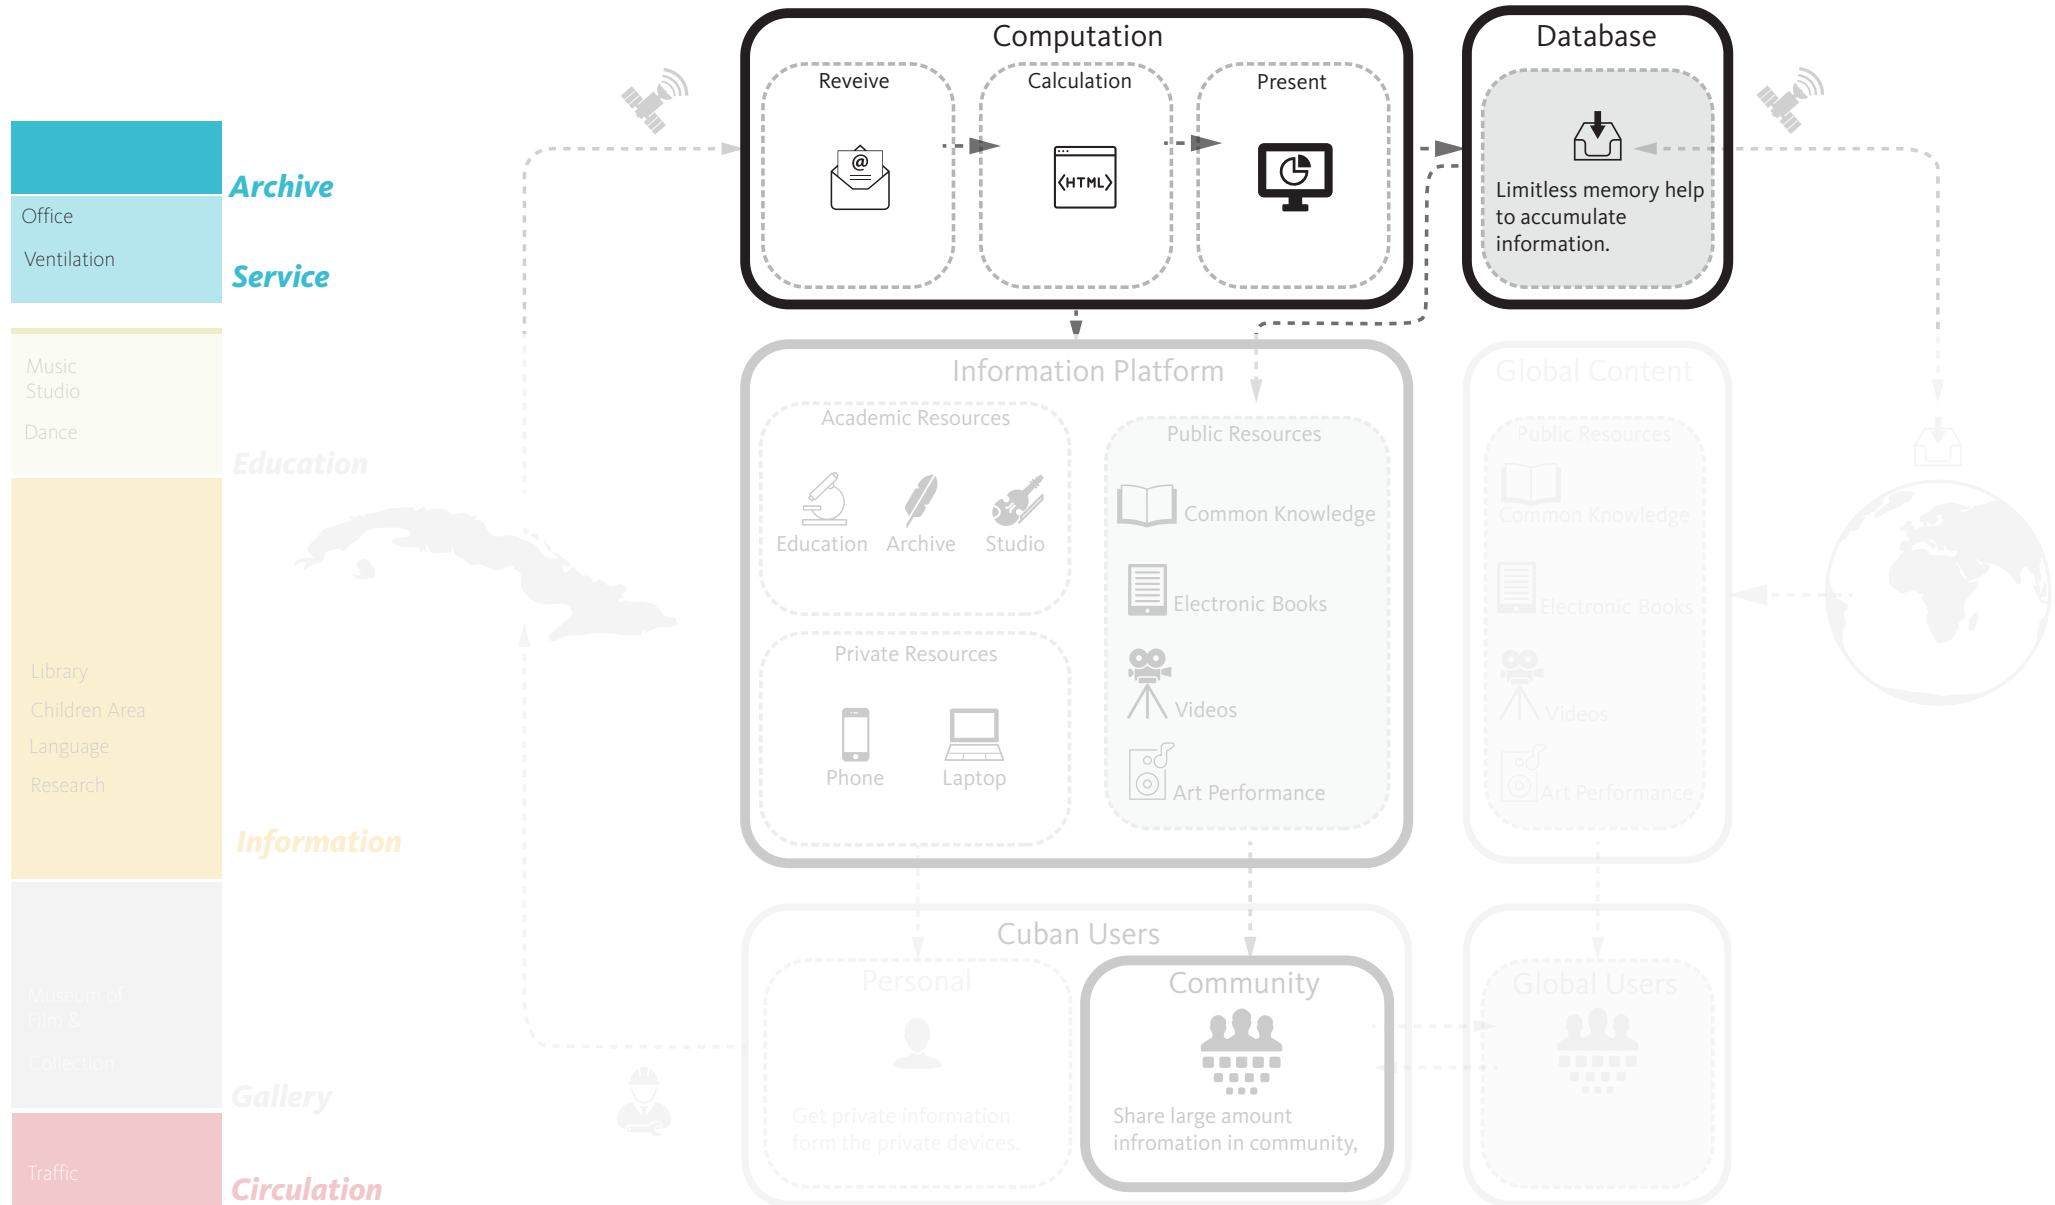 Computation
Reveive
Calculation
Present
@
<HTML>
Database
Limitless memory help
to accumulate
information.
Archive
Office
Ventilation
Service
Music
Studio
Dance
Education
Library
Children Area
Language
Research
Information
Museum of
Film &
Collection
Gallery
Traffic
Circulation
Information Platform
Academic Resources
Education
Archive
Studio
Private Resources
Phone
Laptop
Public Resources
Common Knowledge
Electronic Books
Videos
Art Performance
Global Content
Public Resources
Common Knowledge
Electronic Books
Videos
Art Performance
Cuban Users
Personal
Get private information
form the private devices.
Community
Share large amount
infromation in community,
Global Users